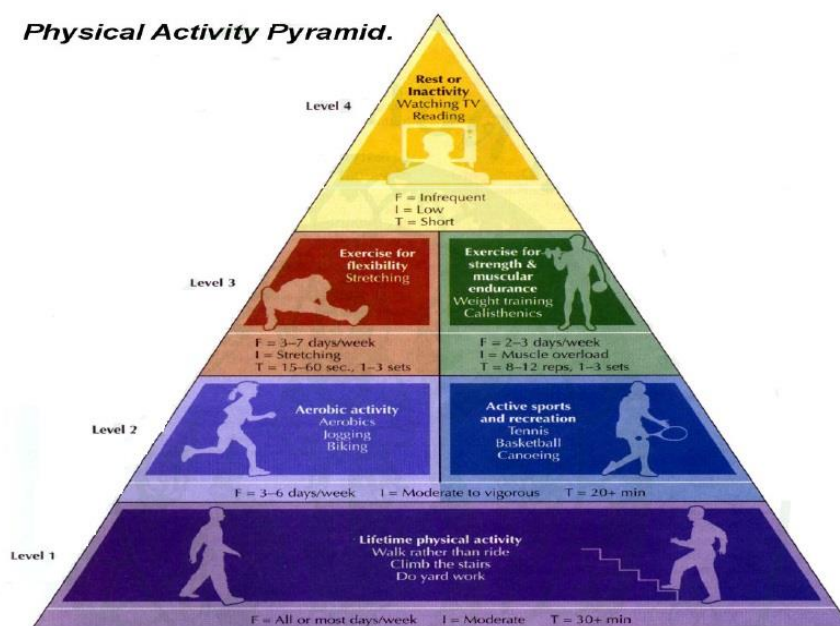 Physical Activity Pyramid.
Level 4
Rest or
Inactivity
Watching TV
Reading
F = Infrequent
I = Low
T = Short
Level 3
Exercise for
flexibility
Stretching
F = 3–7 days/week
I = Stretching
T = 15–60 sec., 1–3 sets
Exercise for
strength &
muscular
endurance
Weight training
Calisthenics
F = 2–3 days/week
I = Muscle overload
T = 8–12 reps, 1–3 sets
Level 2
Aerobic activity
Aerobics
Jogging
Biking
Active sports
and recreation
Tennis
Basketball
Canoeing
F = 3–6 days/week I = Moderate to vigorous T = 20+ min
Level 1
Lifetime physical activity
Walk rather than ride
Climb the stairs
Do yard work
F = All or most days/week I = Moderate T = 30+ min